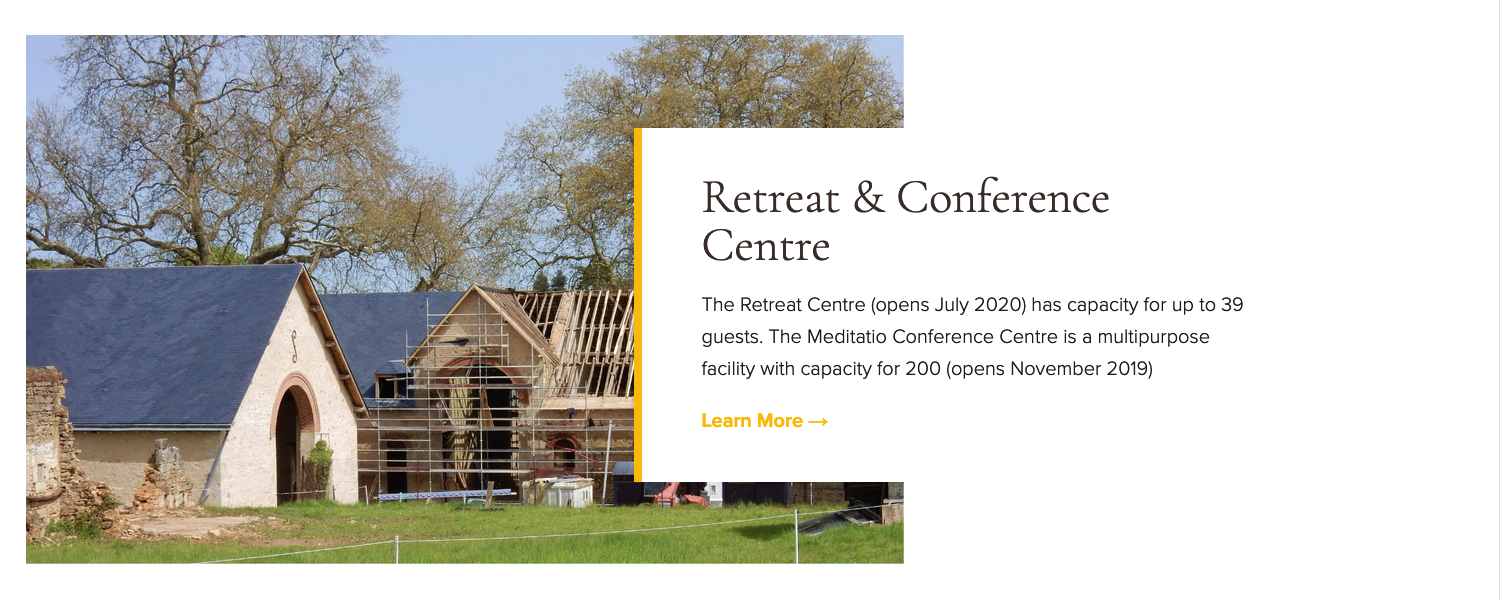 Retreat & Conference
Centre
The Retreat Centre (opens July 2020) has capacity for up to 39
guests. The Meditatio Conference Centre is a multipurpose
facility with capacity for 200 (opens November 2019)
Learn More →